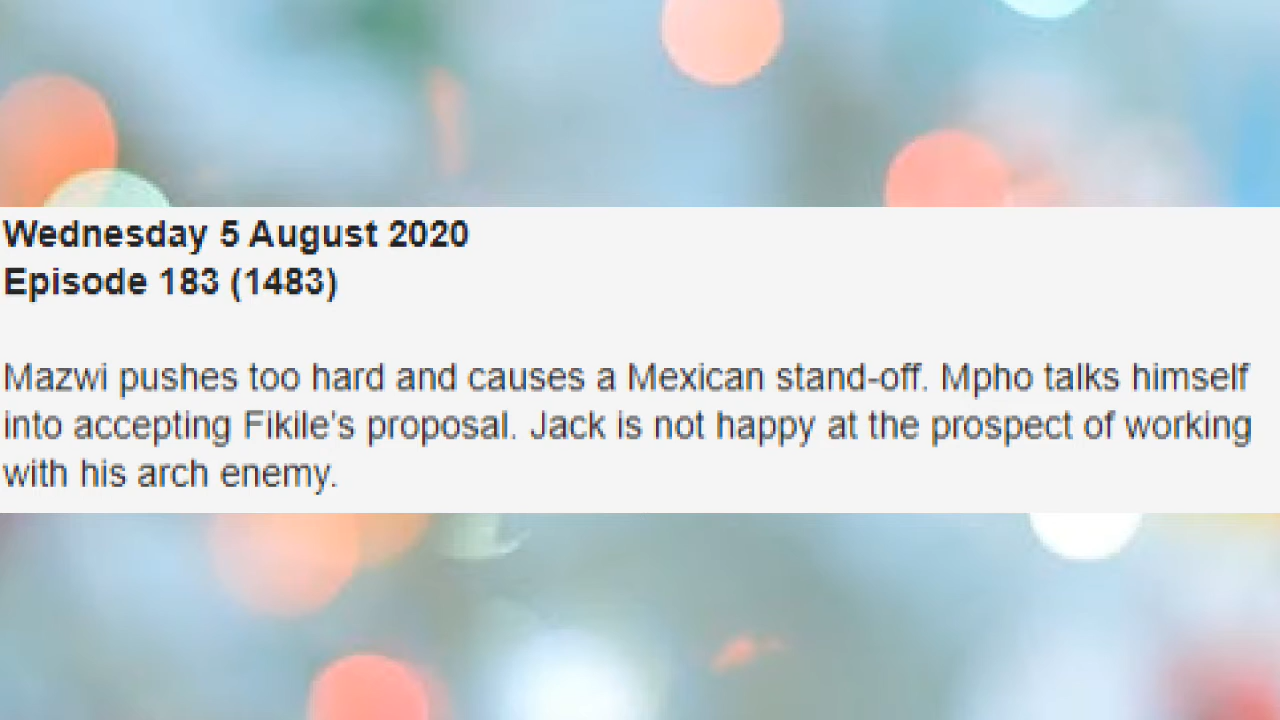 Wednesday 5 August 2020
Episode 183 (1483)
Mazwi pushes too hard and causes a Mexican stand-off. Mpho talks himself
into accepting Fikile's proposal. Jack is not happy at the prospect of working
with his arch enemy.